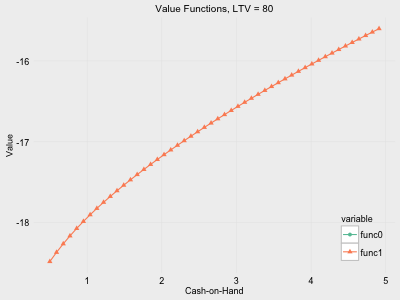 Value Functions, LTV = 80
-16
-17
-18
Value
1
2
3
4
5
Cash-on-Hand
variable
func0
func1